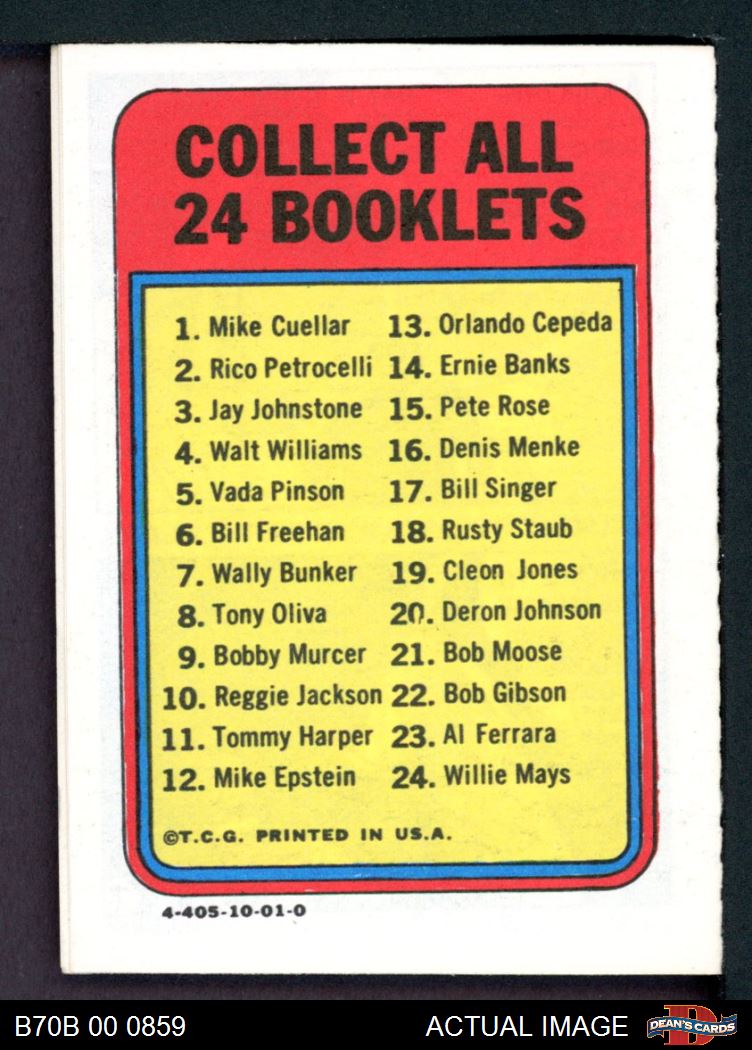 COLLECT ALL
24 BOOKLETS
1. Mike Cuellar
2. Rico Petrocelli
3. Jay Johnstone
4. Walt Williams
5. Vada Pinson
6. Bill Freehan
7. Wally Bunker
8. Tony Oliva
9. Bobby Murcer
10. Reggie Jackson
11. Tommy Harper
12. Mike Epstein
13. Orlando Cepeda
14. Ernie Banks
15. Pete Rose
16. Denis Menke
17. Bill Singer
18. Rusty Staub
19. Cleon Jones
20. Deron Johnson
21. Bob Moose
22. Bob Gibson
23. Al Ferrara
24. Willie Mays
©T.C.G. PRINTED IN U.S.A.
4-405-10-01-0
B70B 00 0859
ACTUAL IMAGE
D
DEAN'S CARDS